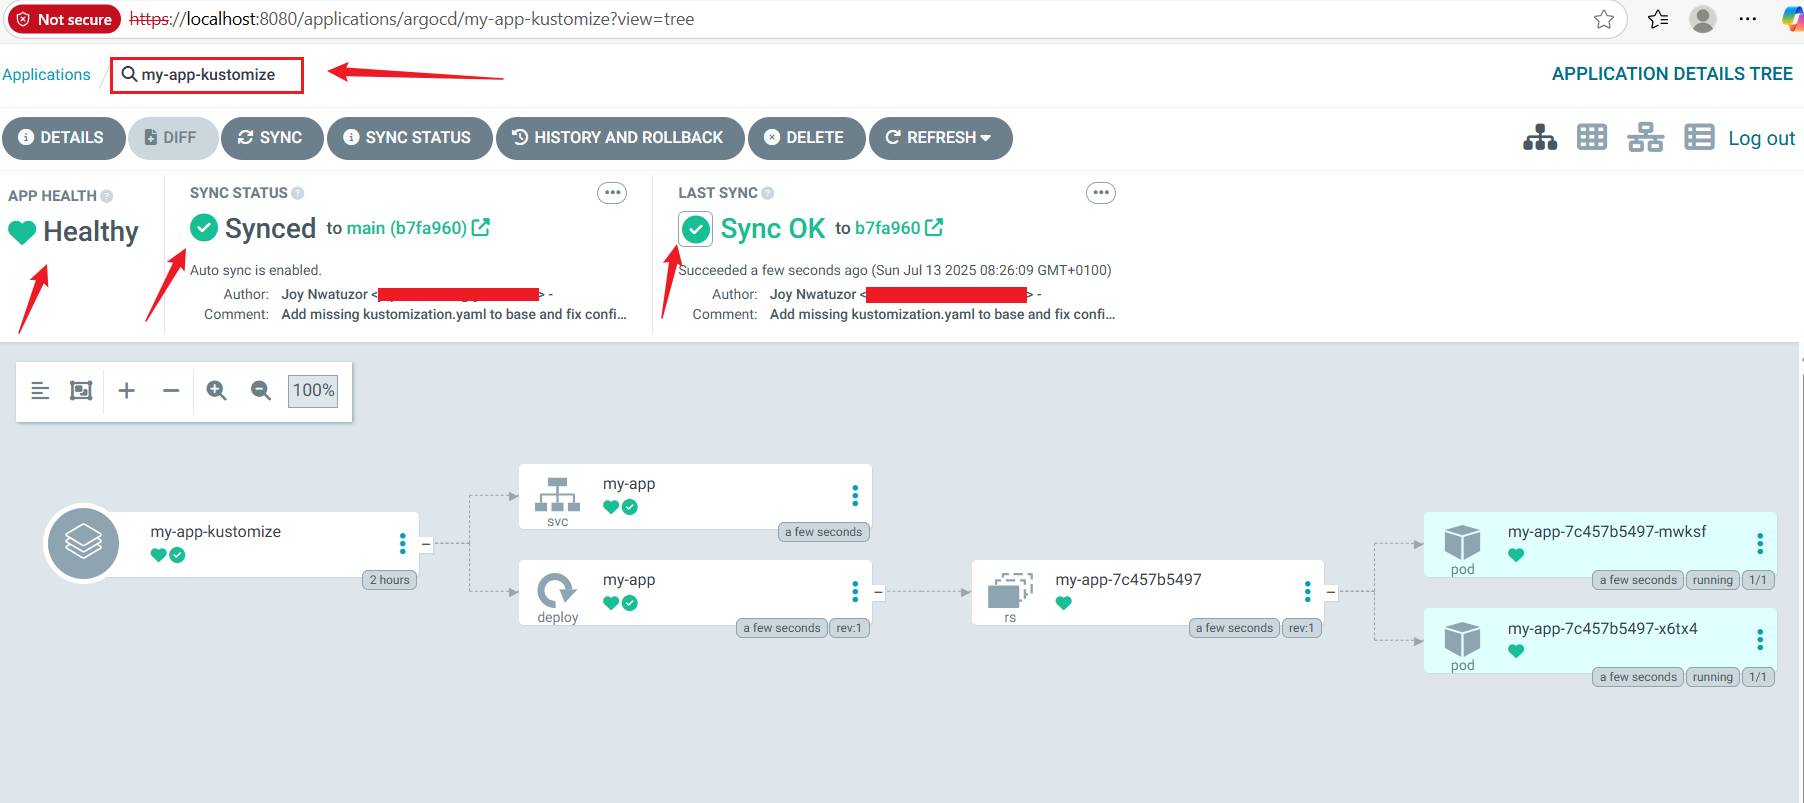 Not secure https://localhost:8080/applications/argocd/my-app-kustomize?view=tree
Applications / my-app-kustomize
APPLICATION DETAILS TREE
DETAILS DIFF SYNC SYNC STATUS HISTORY AND ROLLBACK DELETE REFRESH Log out
APP HEALTH
Healthy
SYNC STATUS
Synced to main (b7fa960)
Auto sync is enabled.
Author: Joy Nwatuzor < > -
Comment: Add missing kustomization.yaml to base and fix confi...
LAST SYNC
Sync OK to b7fa960
Succeeded a few seconds ago (Sun Jul 13 2025 08:26:09 GMT+0100)
Author: Joy Nwatuzor < > -
Comment: Add missing kustomization.yaml to base and fix confi...
100%
my-app-kustomize
2 hours
my-app
svc
a few seconds
my-app
deploy
a few seconds rev:1
my-app-7c457b5497
rs
a few seconds rev:1
my-app-7c457b5497-mwksf
pod
a few seconds running 1/1
my-app-7c457b5497-x6tx4
pod
a few seconds running 1/1